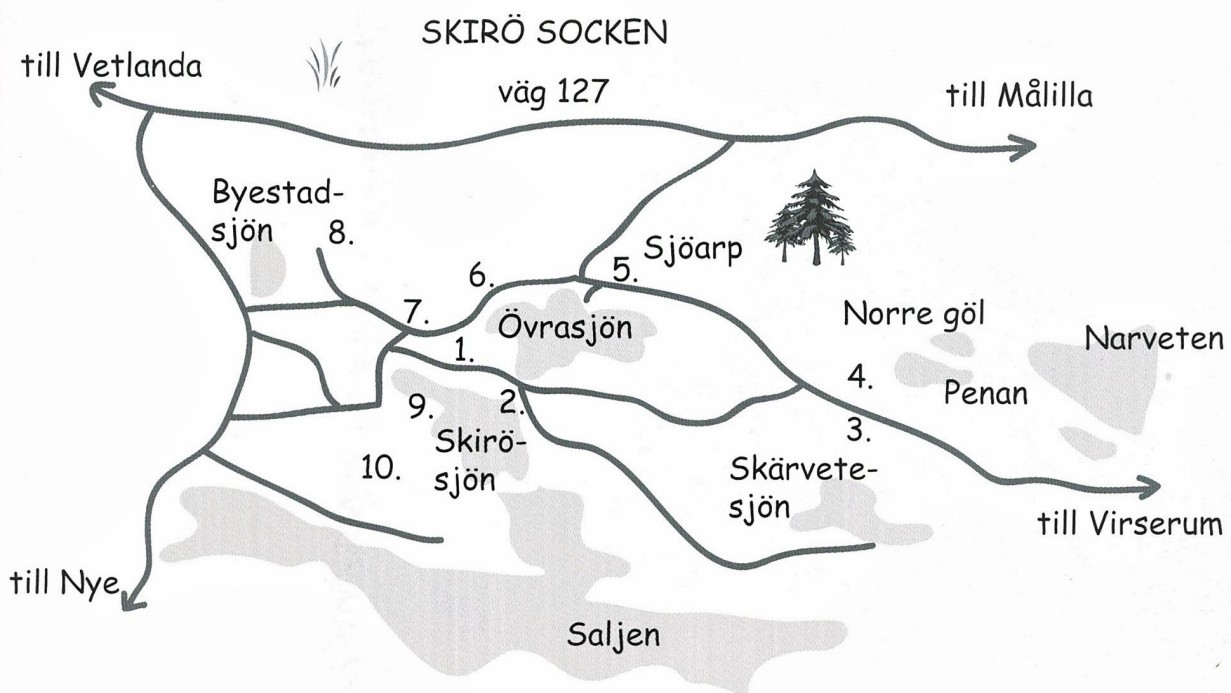 SKIRÖ SOCKEN
till Vetlanda
väg 127
till Målilla
Byestad-
sjön
8.
Sjöarp
5.
6.
7.
Övrasjön
Norre göl
Narveten
1.
4.
Penan
9.
2.
3.
Skirö-
sjön
10.
Skärvete-
sjön
till Virserum
till Nye
Saljen